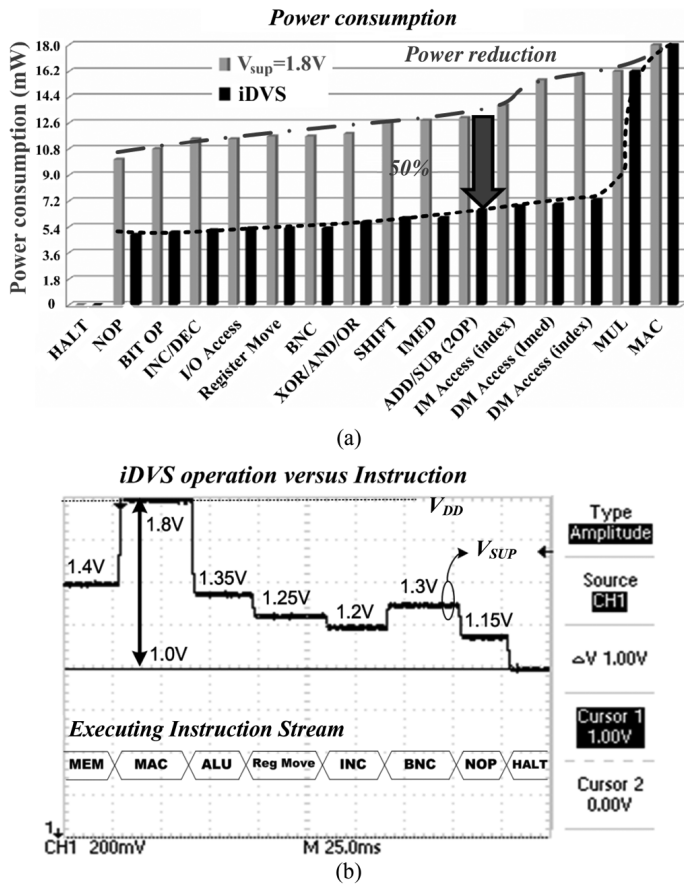 Power consumption
Power consumption (mW)
18.0
16.2
14.4
12.6
10.8
9.0
7.2
5.4
3.6
1.8
0
Vsup=1.8V
iDVS
Power reduction
50%
HALT
NOP
BIT OP
INC/DEC
I/O Access
Register Move
BNC
XOR/AND/OR
SHIFT
IMED
ADD/SUB (2OP)
IM Access (index)
DM Access (Imed)
DM Access (index)
MUL
MAC
(a)
iDVS operation versus Instruction
VDD
VSUP
1.4V
1.8V
1.0V
1.35V
1.25V
1.2V
1.3V
1.15V
Executing Instruction Stream
MEM MAC ALU Reg Move INC BNC NOP HALT
1
CH1 200mV M 25.0ms
Type
Amplitude
Source
CH1
△V 1.00V
Cursor 1
1.00V
Cursor 2
0.00V
(b)